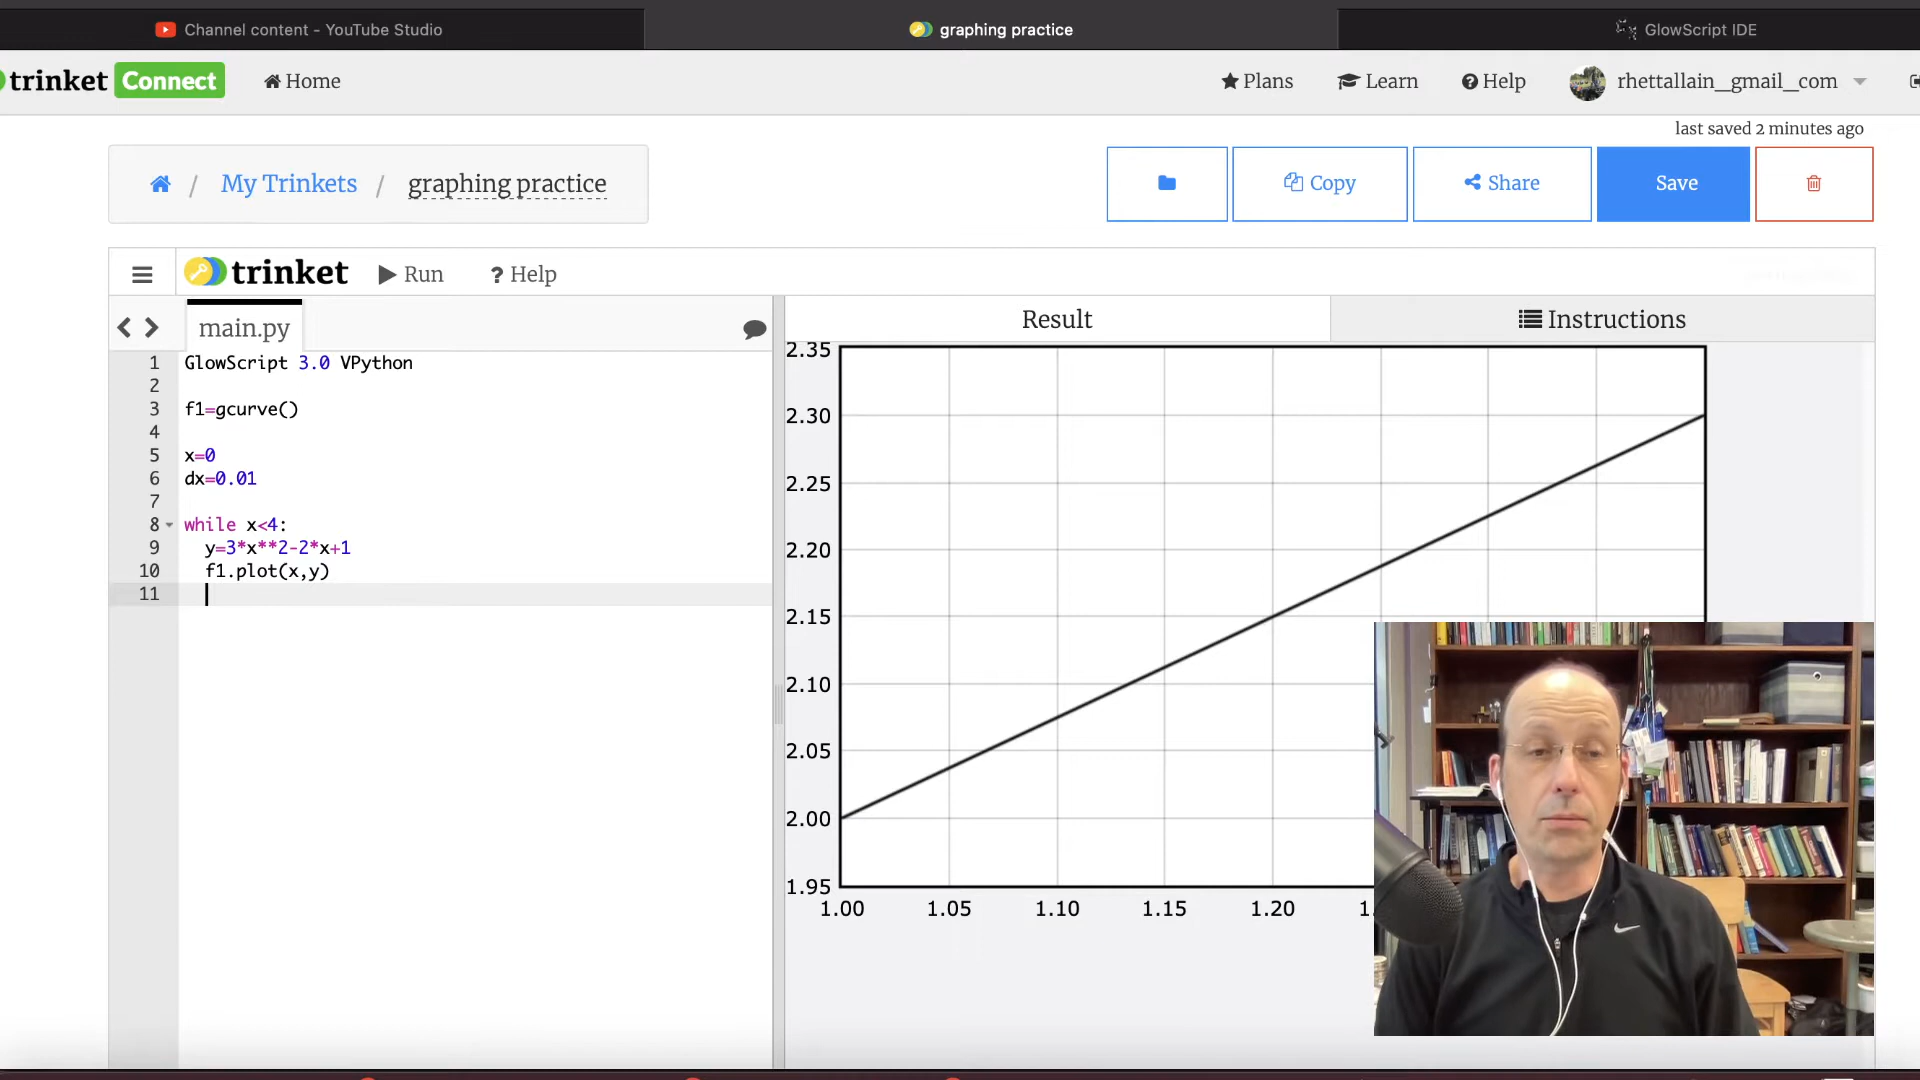 Channel content - YouTube Studio
graphing practice
GlowScript IDE
trinket Connect
Home
Plans
Learn
Help
rhettallain_gmail_com
last saved 2 minutes ago
/ My Trinkets / graphing practice
Copy
Share
Save
trinket
Run
? Help
main.py
Result
Instructions
1 GlowScript 3.0 VPython
2
3 f1=gcurve()
4
5 x=0
6 dx=0.01
7
8 while x<4:
9 y=3*x**2-2*x+1
10 f1.plot(x,y)
11
2.35
2.30
2.25
2.20
2.15
2.10
2.05
2.00
1.95
1.00 1.05 1.10 1.15 1.20